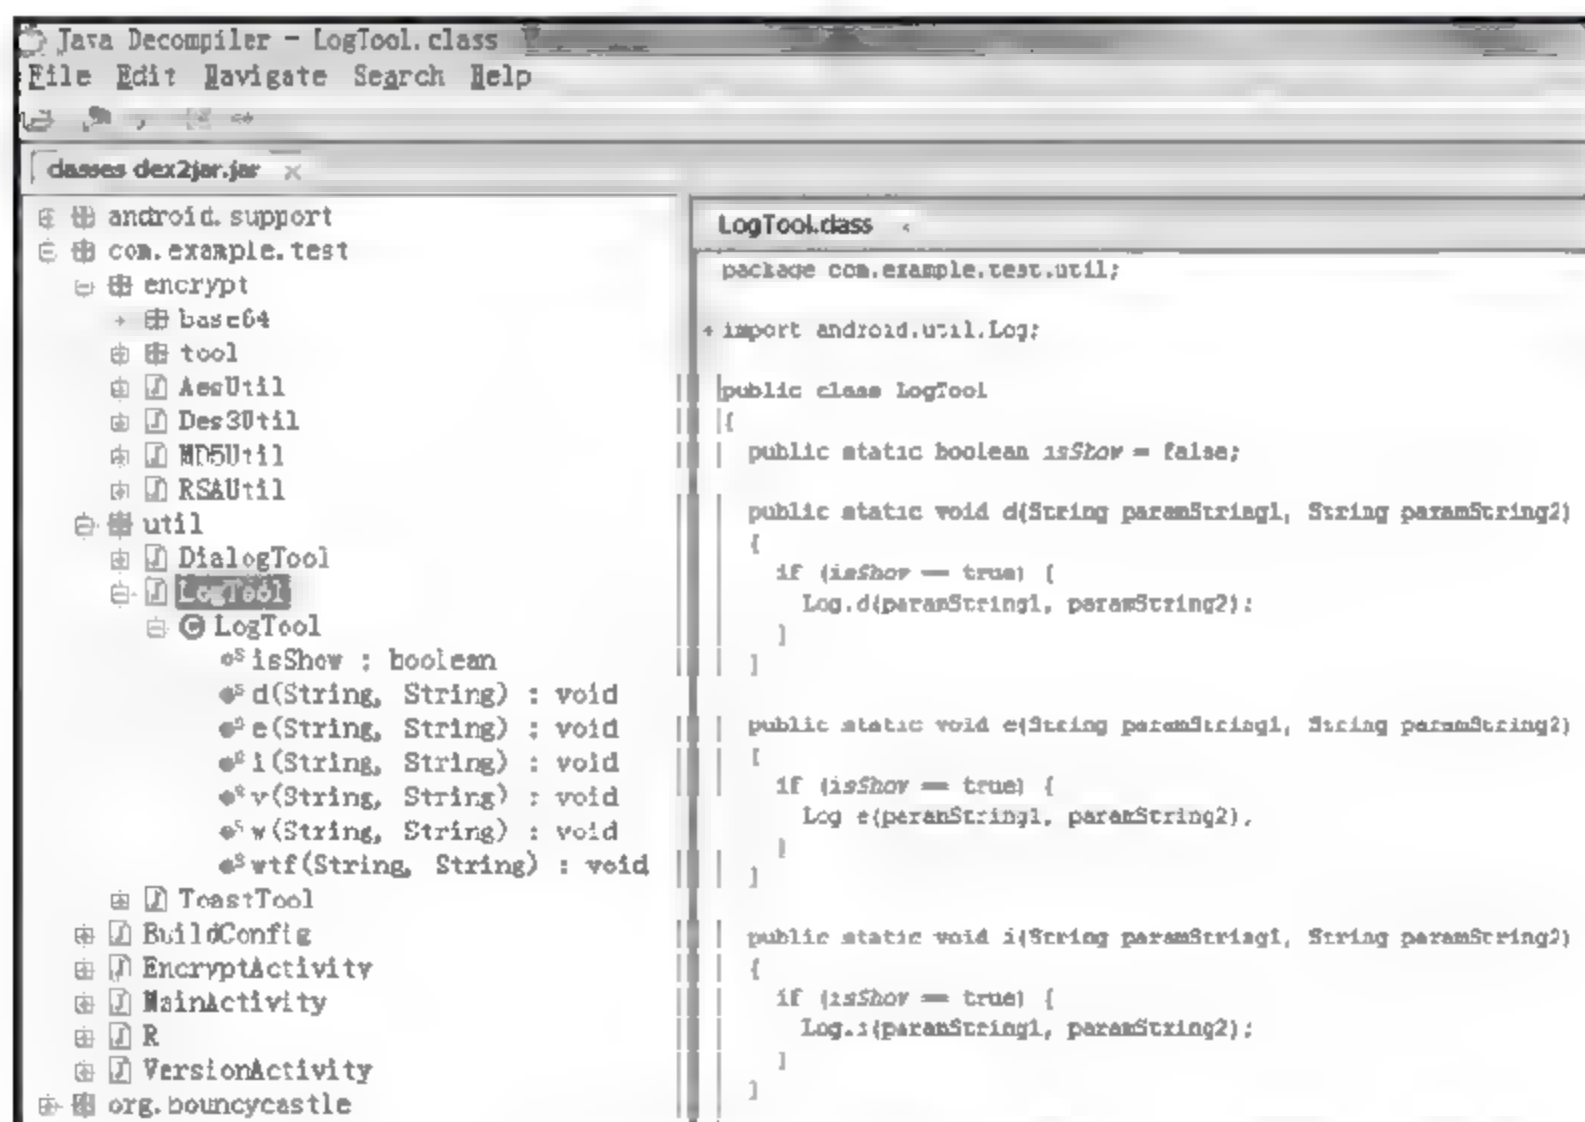 Java Decompiler - LogTool.class
File Edit Navigate Search Help
classes dex2jar.jar
android.support
com.example.test
encrypt
base64
tool
AesUtil
Des3Util
MD5Util
RSAUtil
util
DialogTool
LogTool
LogTool
isShow : boolean
d(String, String) : void
e(String, String) : void
i(String, String) : void
v(String, String) : void
w(String, String) : void
wtf(String, String) : void
ToastTool
BuildConfig
EncryptActivity
MainActivity
R
VersionActivity
org.bouncycastle
LogTool.class
package com.example.test.util;
import android.util.Log;
public class LogTool
{
public static boolean isShow = false;
public static void d(String paramString1, String paramString2)
{
if (isShow == true) {
Log.d(paramString1, paramString2);
}
}
public static void e(String paramString1, String paramString2)
{
if (isShow == true) {
Log.e(paramString1, paramString2);
}
}
public static void i(String paramString1, String paramString2)
{
if (isShow == true) {
Log.i(paramString1, paramString2);
}
}